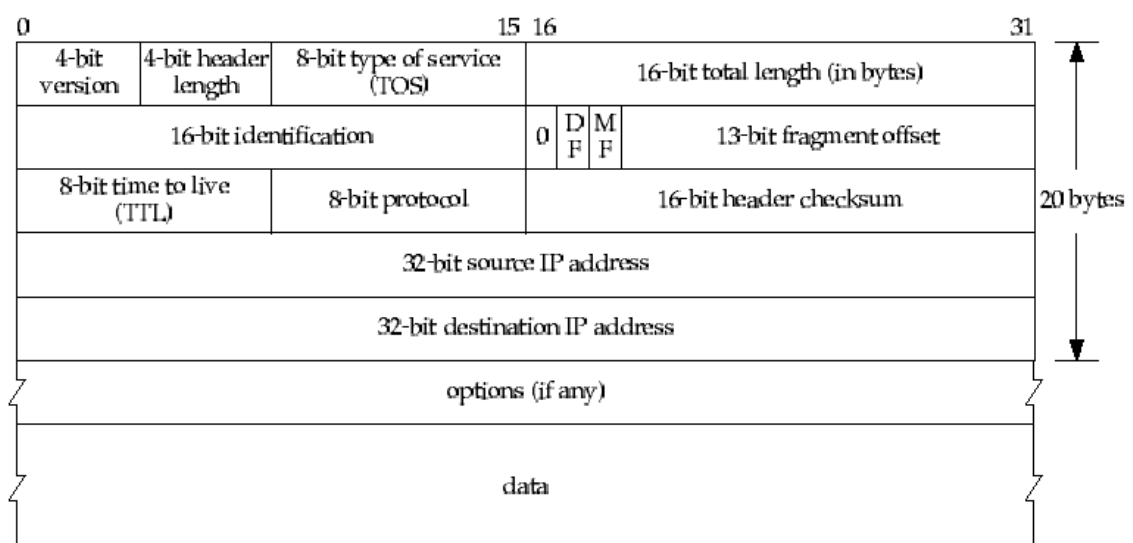 0 15 16 31
4-bit version
4-bit header length
8-bit type of service (TOS)
16-bit total length (in bytes)
16-bit identification
0
D F
M F
13-bit fragment offset
8-bit time to live (TTL)
8-bit protocol
16-bit header checksum
20 bytes
32-bit source IP address
32-bit destination IP address
options (if any)
data